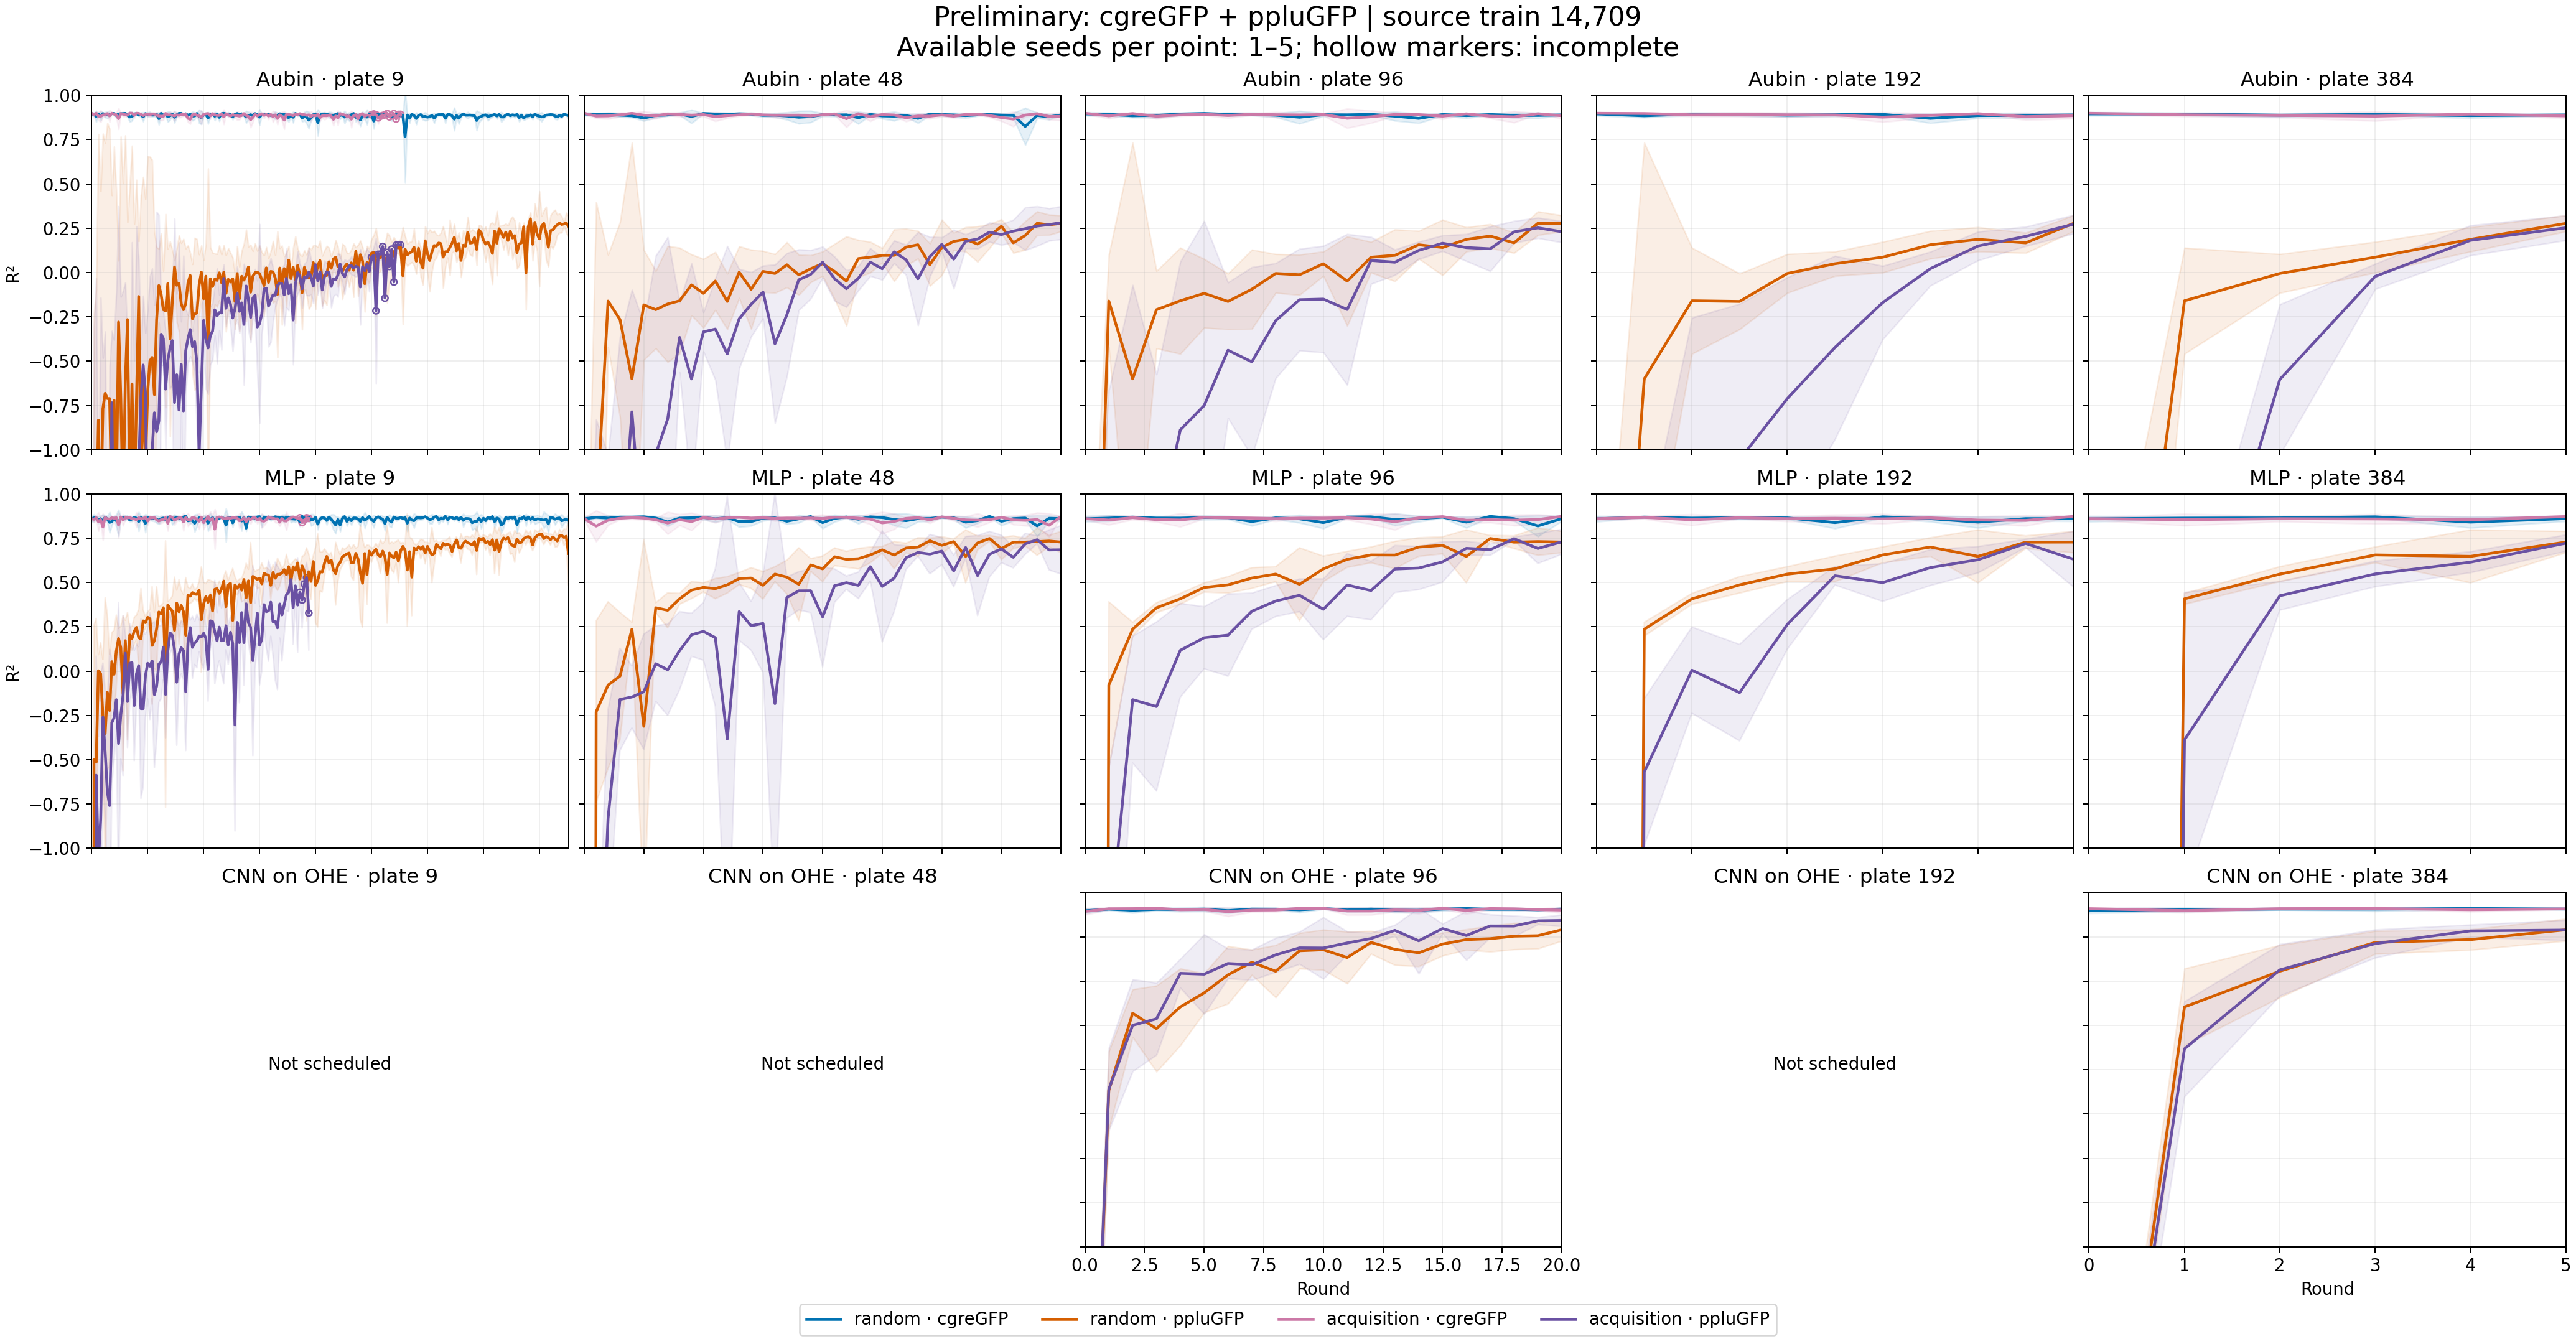 Preliminary: cgreGFP + ppluGFP | source train 14,709
Available seeds per point: 1–5; hollow markers: incomplete
Aubin · plate 9
Aubin · plate 48
Aubin · plate 96
Aubin · plate 192
Aubin · plate 384
1.00
0.75
0.50
0.25
0.00
−0.25
−0.50
−0.75
−1.00
R²
MLP · plate 9
MLP · plate 48
MLP · plate 96
MLP · plate 192
MLP · plate 384
1.00
0.75
0.50
0.25
0.00
−0.25
−0.50
−0.75
−1.00
R²
CNN on OHE · plate 9
CNN on OHE · plate 48
CNN on OHE · plate 96
CNN on OHE · plate 192
CNN on OHE · plate 384
Not scheduled
Not scheduled
Not scheduled
0.0 2.5 5.0 7.5 10.0 12.5 15.0 17.5 20.0
Round
0 1 2 3 4 5
Round
random · cgreGFP
random · ppluGFP
acquisition · cgreGFP
acquisition · ppluGFP